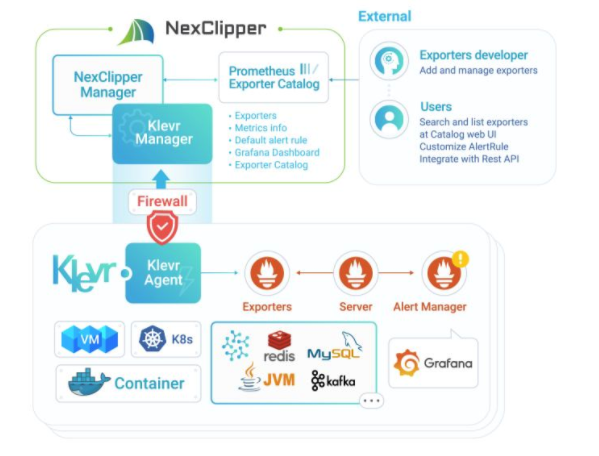 External
NexClipper
NexClipper
Manager
Prometheus
Exporter Catalog
Exporters developer
Add and manage exporters
Klevr
Manager
• Exporters
• Metrics info
• Default alert rule
• Grafana Dashboard
• Exporter Catalog
Users
Search and list exporters
at Catalog web UI
Customize AlertRule
Integrate with Rest API
Firewall
Klevr
Klevr
Agent
Exporters
Server
Alert Manager
VM
K8s
Container
redis
MySQL
JVM
kafka
Grafana